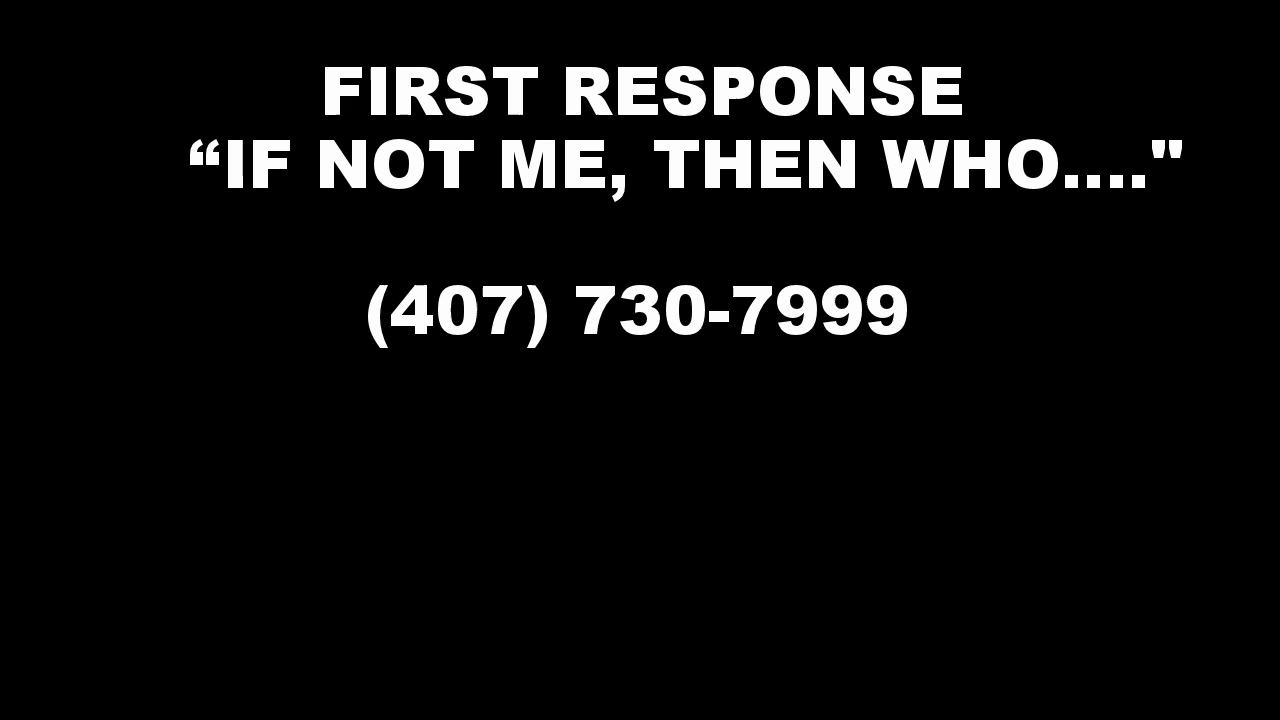 FIRST RESPONSE
“IF NOT ME, THEN WHO...."
(407) 730-7999